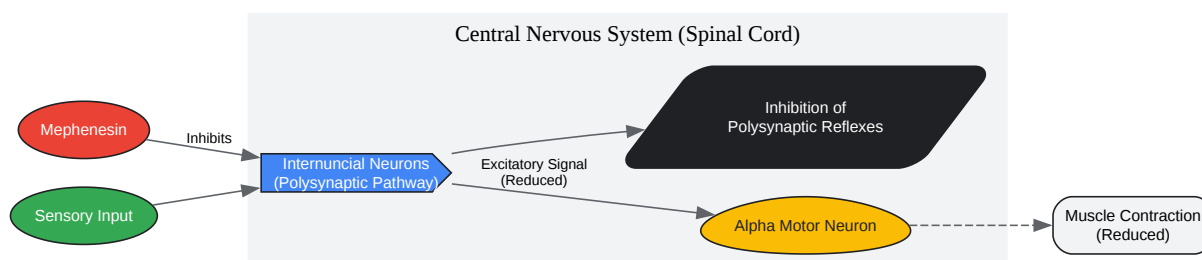 Central Nervous System (Spinal Cord)
Mephenesin
Inhibits
Sensory Input
Internuncial Neurons
(Polysynaptic Pathway)
Excitatory Signal
(Reduced)
Inhibition of
Polysynaptic Reflexes
Alpha Motor Neuron
Muscle Contraction
(Reduced)